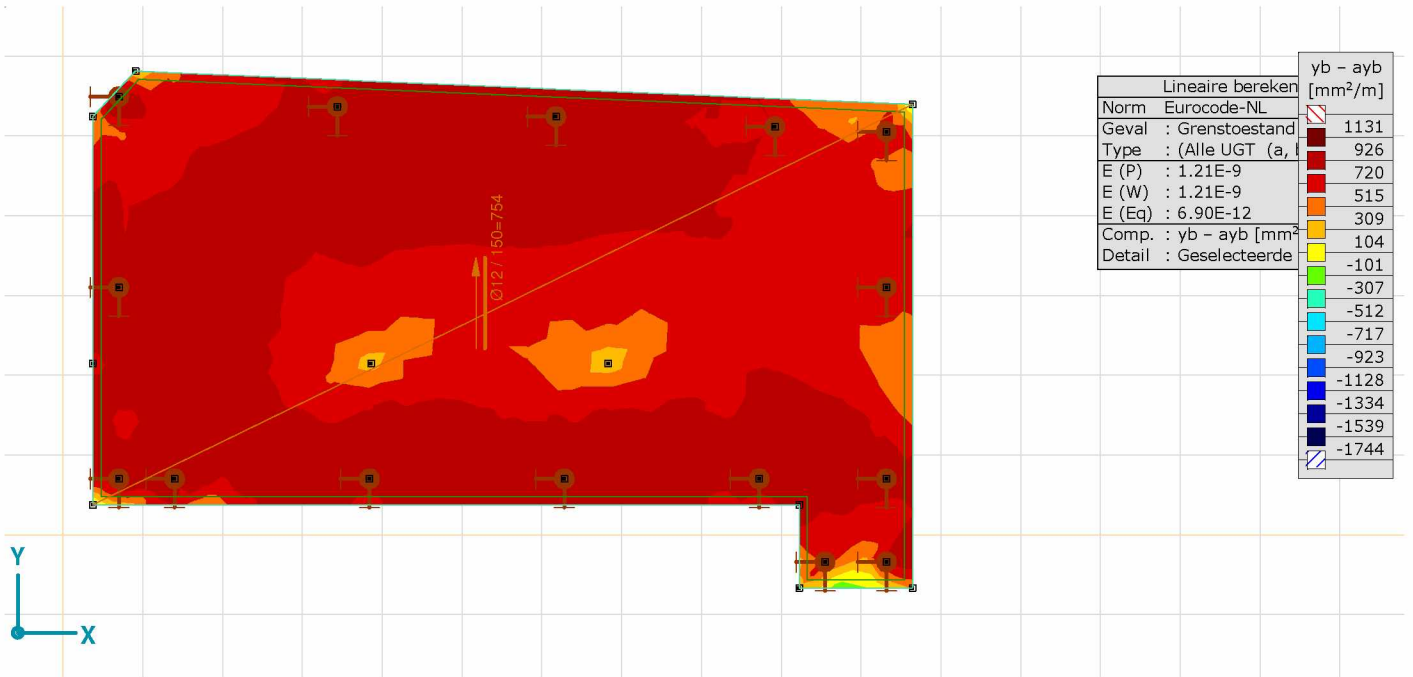 yb – ayb
[mm²/m]
1131
926
720
515
309
104
-101
-307
-512
-717
-923
-1128
-1334
-1539
-1744
Lineaire bereken
Norm Eurocode-NL
Geval : Grenstoestand
Type : (Alle UGT (a,
E (P) : 1.21E-9
E (W) : 1.21E-9
E (Eq) : 6.90E-12
Comp. : yb – ayb [mm²
Detail : Geselecteerde
Ø12 / 150=754
Y
X